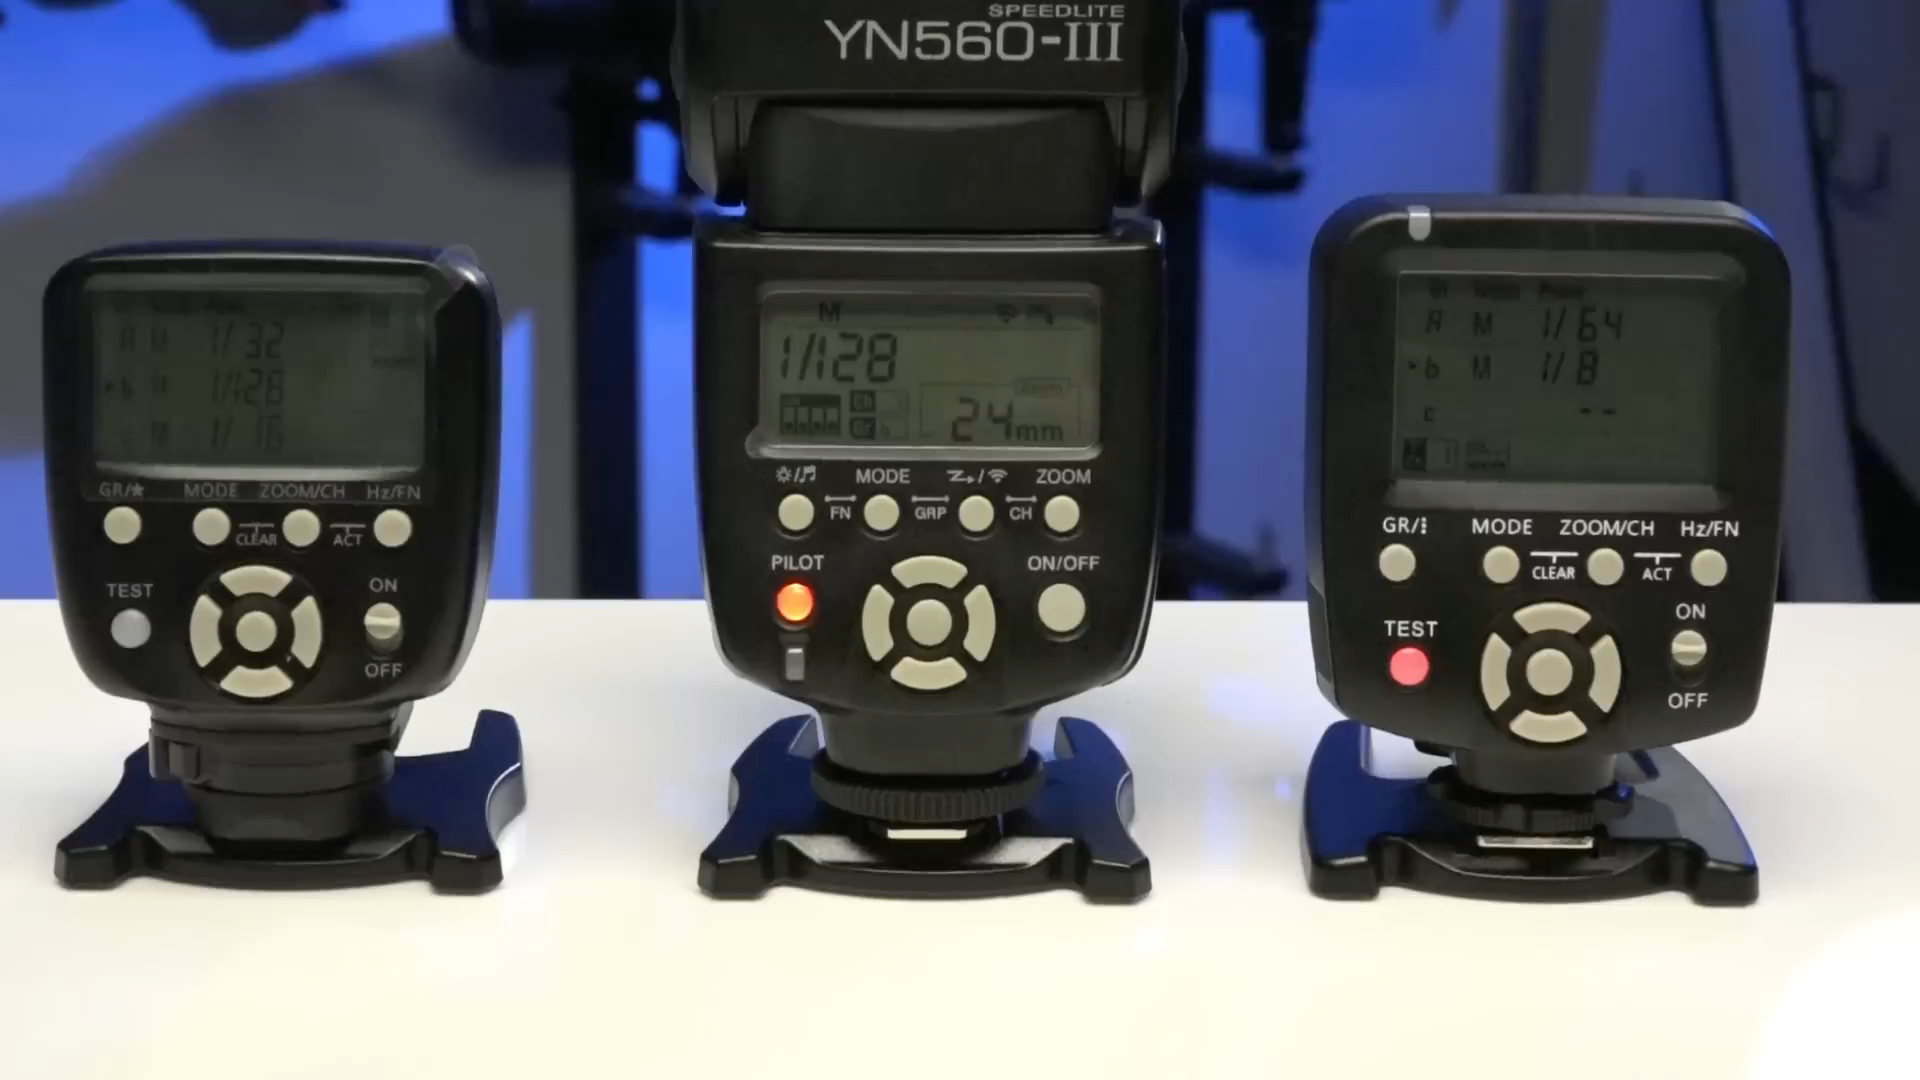 SPEEDLITE
YN560-III
A M 1/32
b M 1/128
M 1/16
GR/★ MODE ZOOM/CH Hz/FN
CLEAR ACT
TEST
ON
OFF
M
1/128
24mm
MODE ZOOM
FN GRP CH
PILOT ON/OFF
A M 1/64
b M 1/8
c --
GR/⋮ MODE ZOOM/CH Hz/FN
CLEAR ACT
TEST
ON
OFF